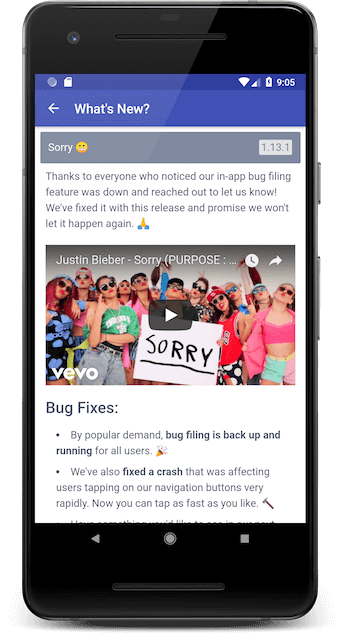 9:05
What's New?
Sorry 😬 1.13.1
Thanks to everyone who noticed our in-app bug filing
feature was down and reached out to let us know!
We've fixed it with this release and promise we won't
let it happen again. 🙏
Justin Bieber - Sorry (PURPOSE : ...
SORRY
vevo
Bug Fixes:
• By popular demand, bug filing is back up and
running for all users. 🎉
• We've also fixed a crash that was affecting
users tapping on our navigation buttons very
rapidly. Now you can tap as fast as you like. 🔨